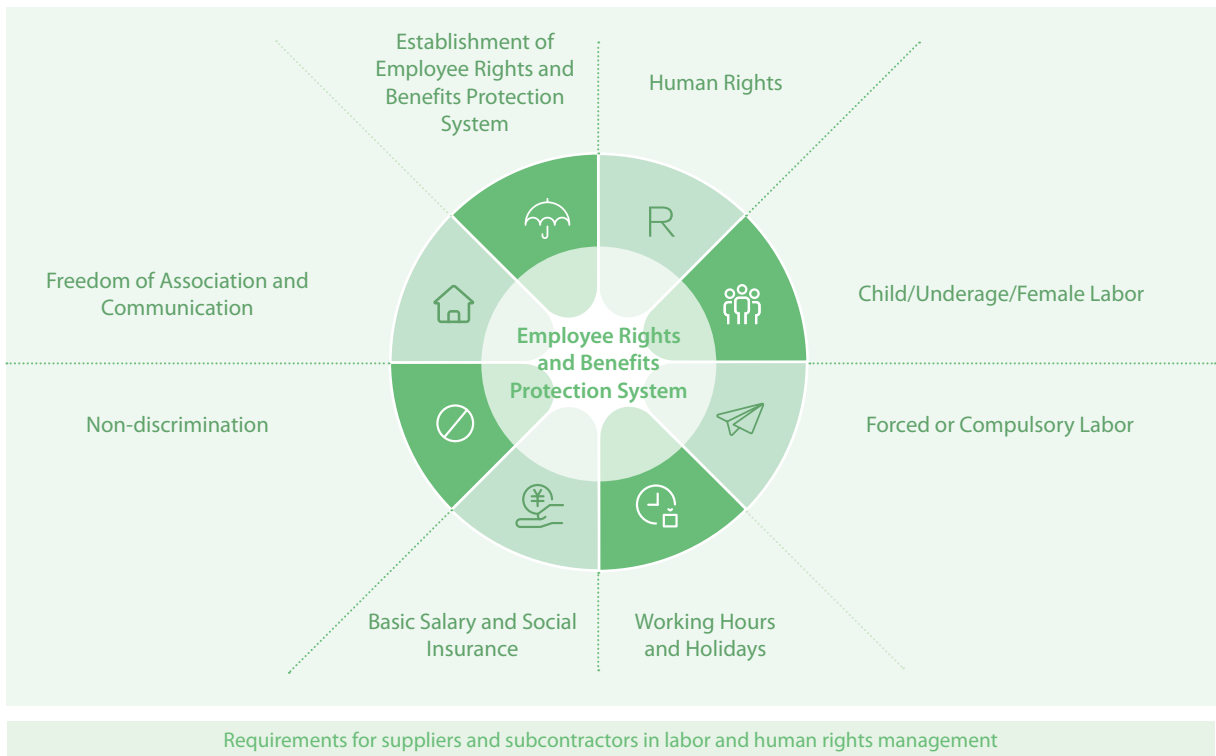 Establishment of
Employee Rights and
Benefits Protection
System
Human Rights
R
Freedom of Association and
Communication
Child/Underage/Female Labor
Employee Rights
and Benefits
Protection System
Non-discrimination
Forced or Compulsory Labor
¥
Basic Salary and Social
Insurance
Working Hours
and Holidays
Requirements for suppliers and subcontractors in labor and human rights management